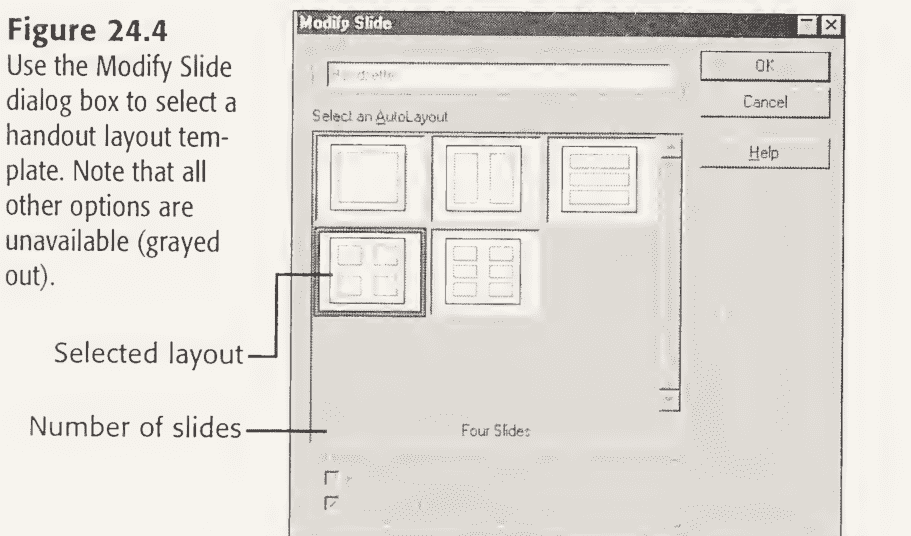 Figure 24.4
Use the Modify Slide
dialog box to select a
handout layout tem-
plate. Note that all
other options are
unavailable (grayed
out).
Selected layout
Number of slides
Modify Slide
OK
Cancel
Help
Select an AutoLayout
Four Slides